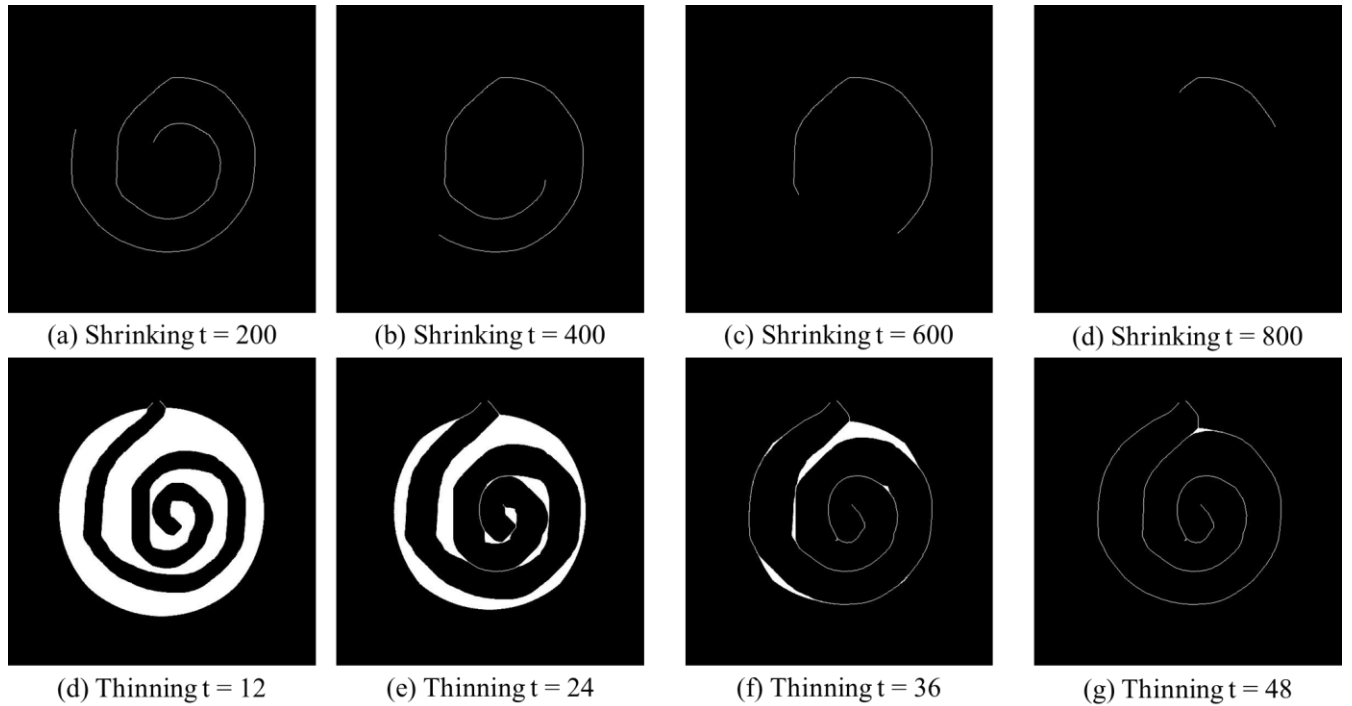 (a) Shrinking t = 200
(b) Shrinking t = 400
(c) Shrinking t = 600
(d) Shrinking t = 800
(d) Thinning t = 12
(e) Thinning t = 24
(f) Thinning t = 36
(g) Thinning t = 48